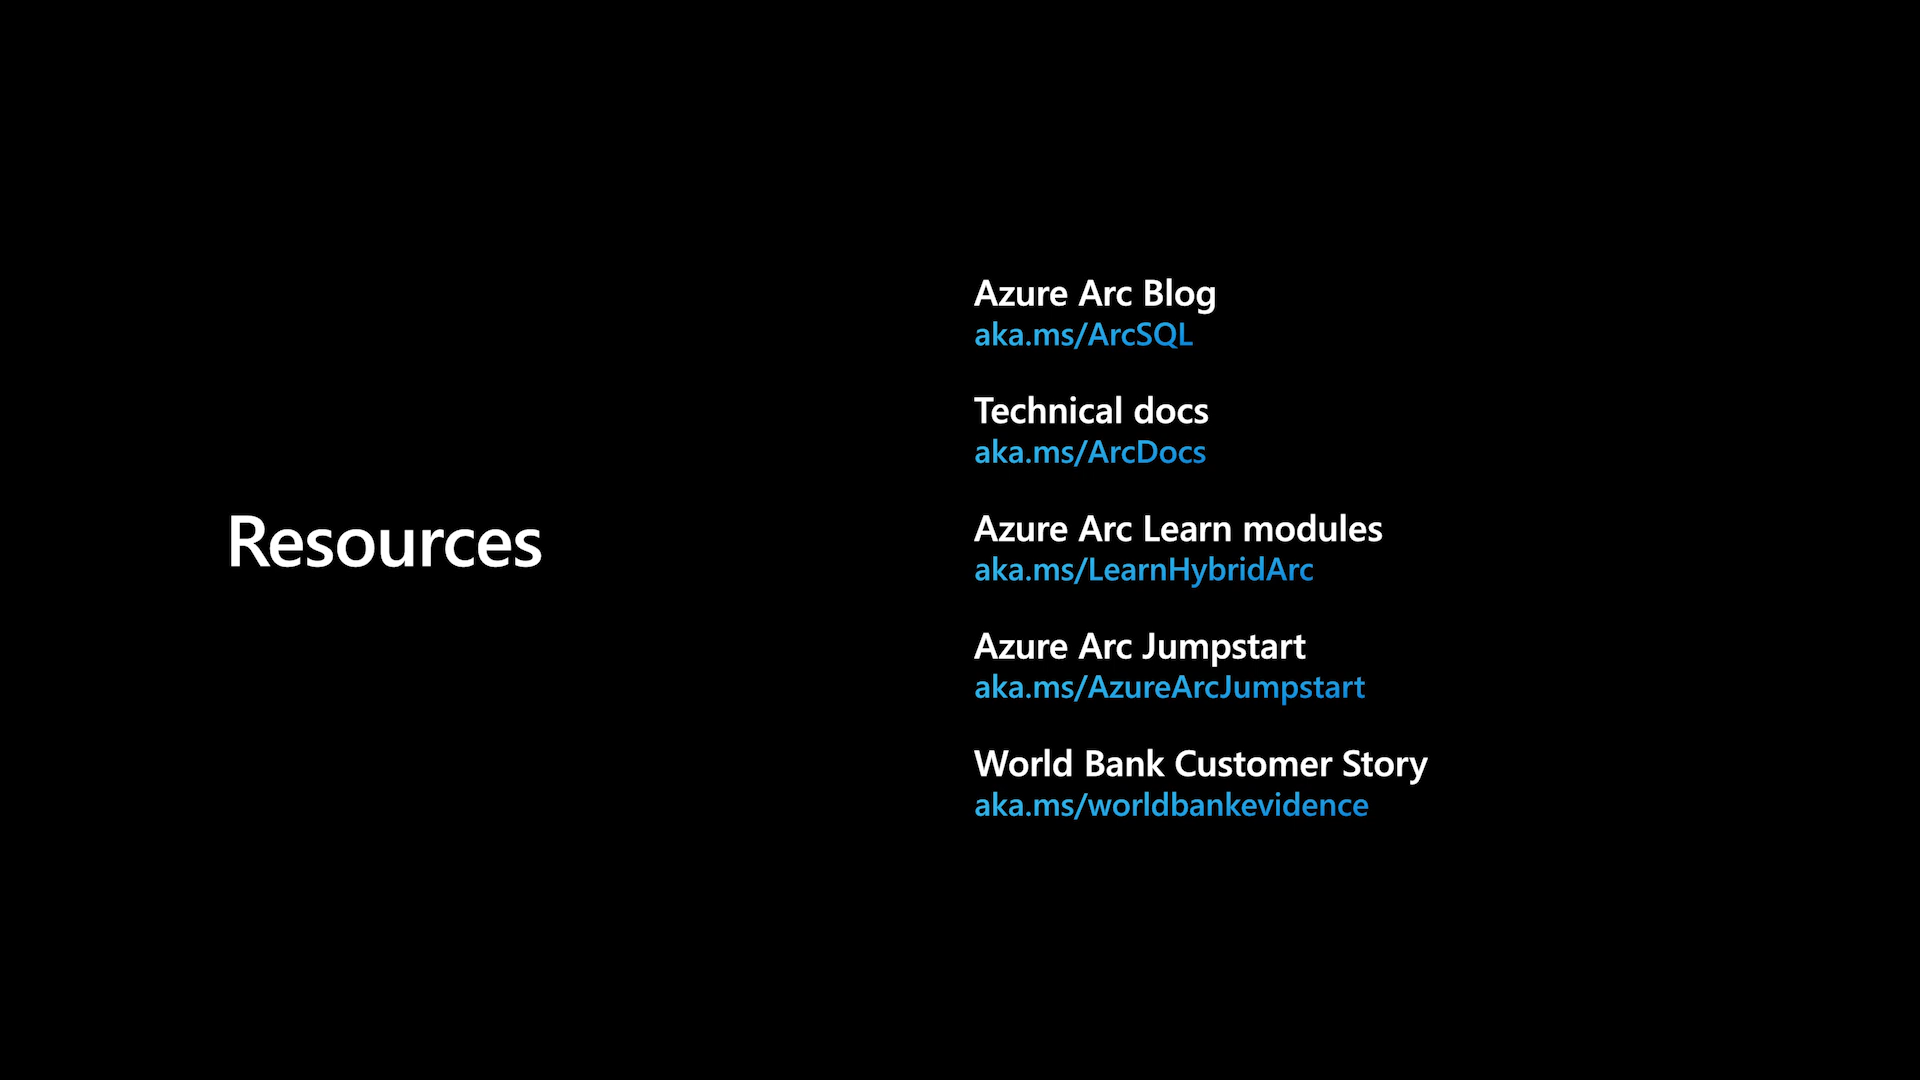 Resources
Azure Arc Blog
aka.ms/ArcSQL
Technical docs
aka.ms/ArcDocs
Azure Arc Learn modules
aka.ms/LearnHybridArc
Azure Arc Jumpstart
aka.ms/AzureArcJumpstart
World Bank Customer Story
aka.ms/worldbankevidence